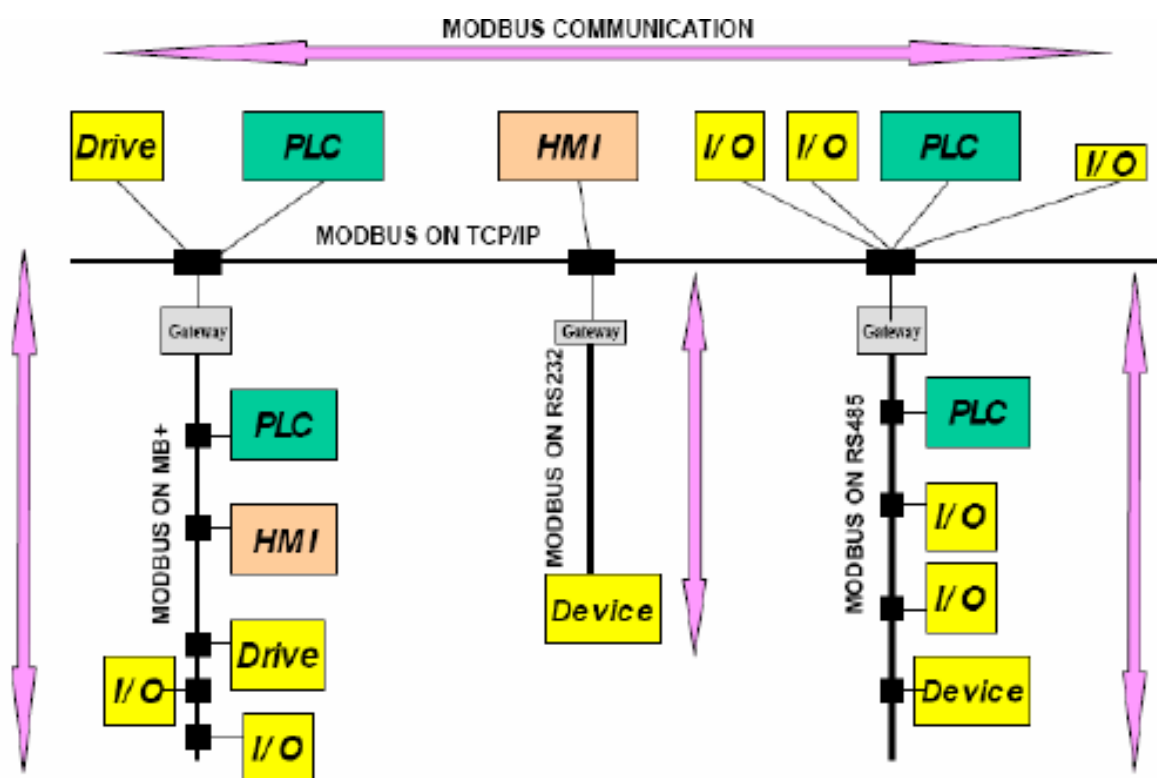 MODBUS COMMUNICATION
Drive
PLC
HMI
I/O
I/O
PLC
I/O
MODBUS ON TCP/IP
Gateway
Gateway
Gateway
MODBUS ON MB+
PLC
HMI
Drive
I/O
I/O
MODBUS ON RS232
Device
MODBUS ON RS485
PLC
I/O
I/O
Device